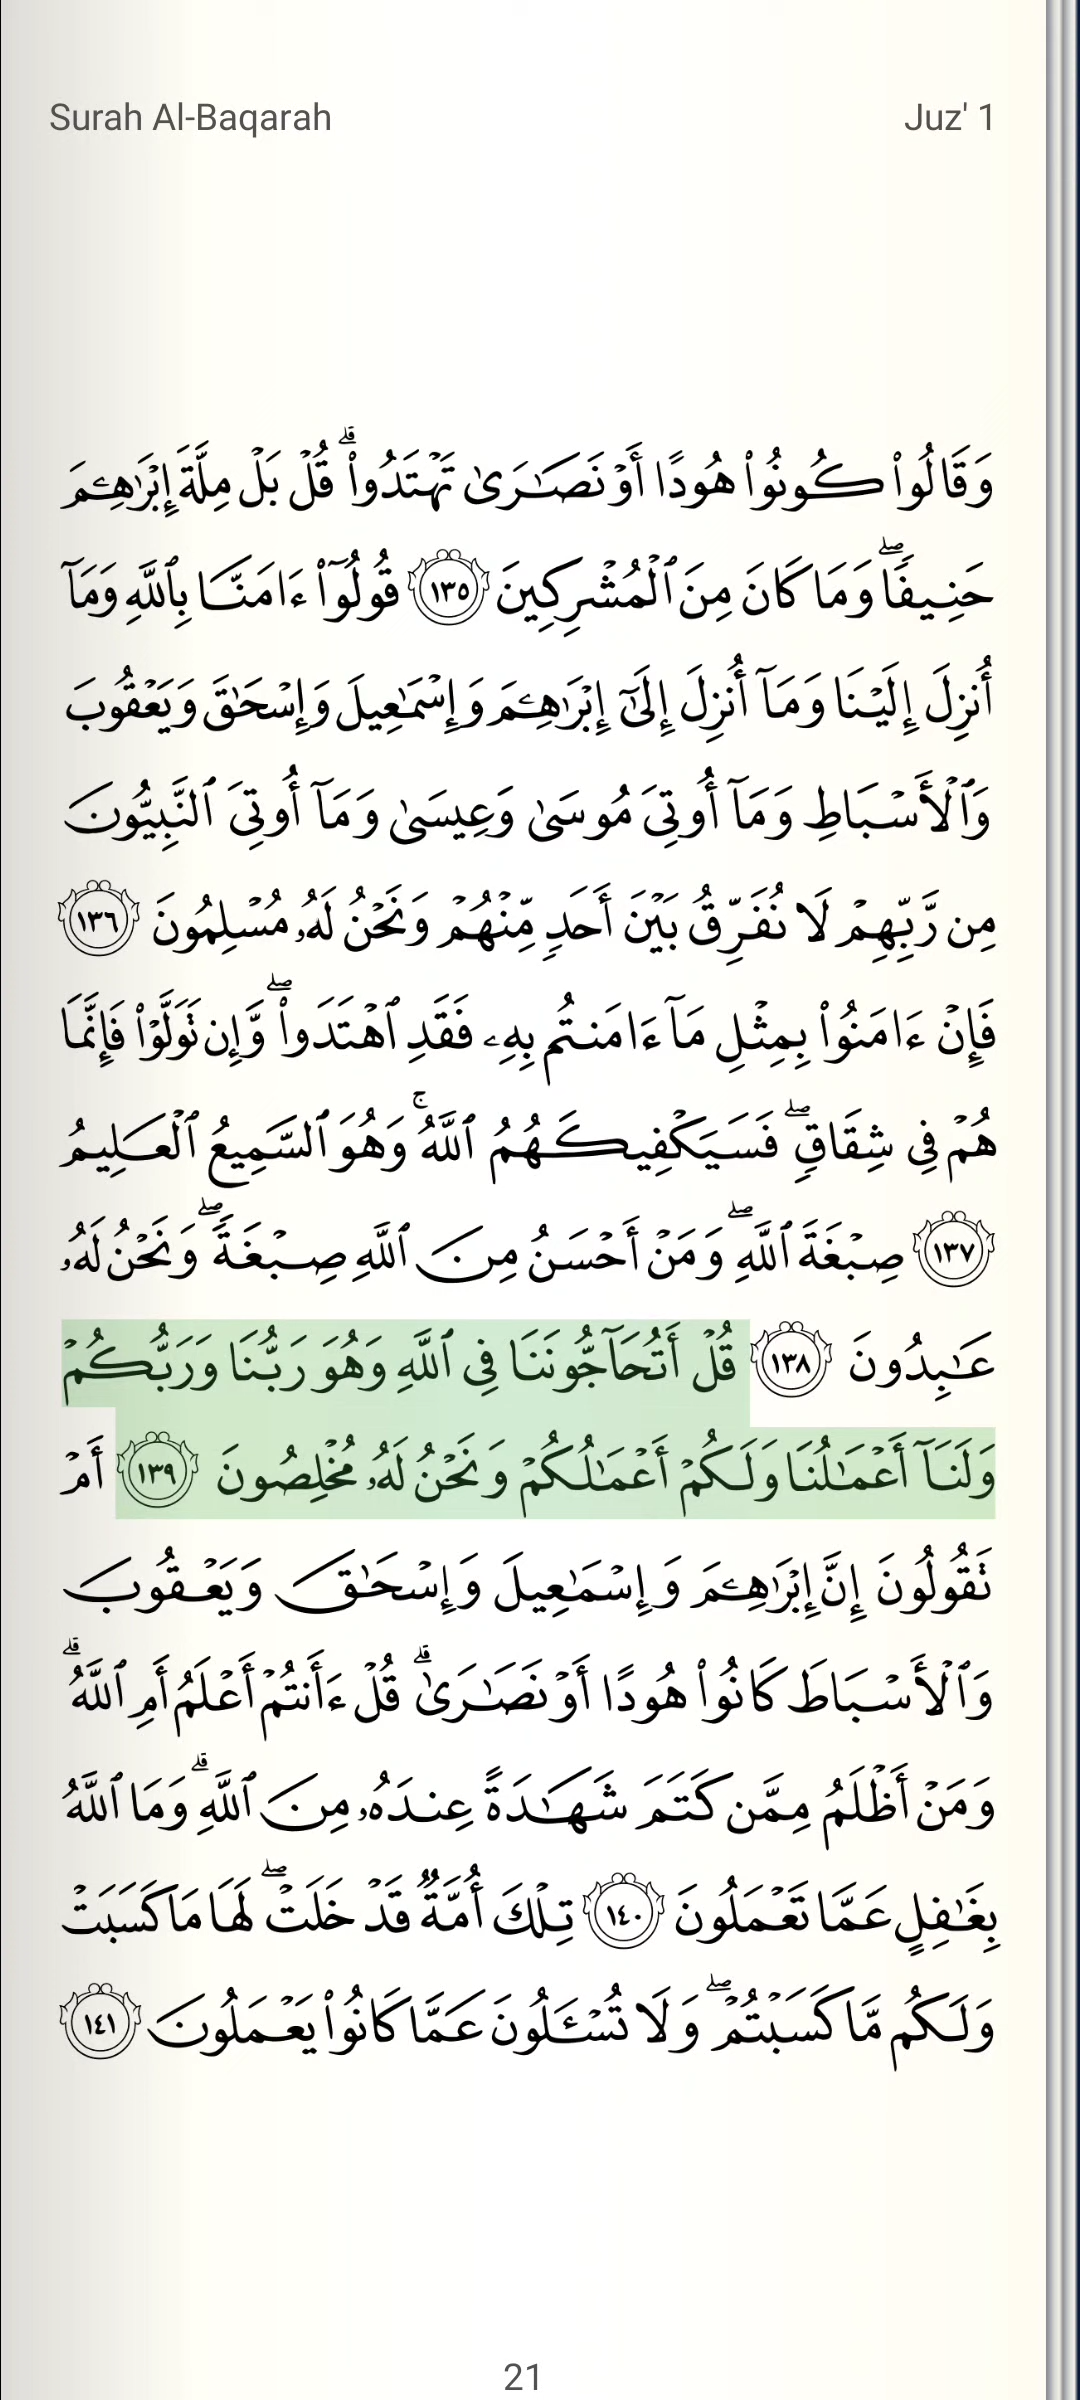 Surah Al-Baqarah
Juz' 1
وَقَالُوا۟ كُونُوا۟ هُودًا أَوْ نَصَـٰرَىٰ تَهْتَدُوا۟ ۗ قُلْ بَلْ مِلَّةَ إِبْرَٰهِـۧمَ
حَنِيفًا ۖ وَمَا كَانَ مِنَ ٱلْمُشْرِكِينَ ١٣٥ قُولُوٓا۟ ءَامَنَّا بِٱللَّهِ وَمَآ
أُنزِلَ إِلَيْنَا وَمَآ أُنزِلَ إِلَىٰٓ إِبْرَٰهِـۧمَ وَإِسْمَـٰعِيلَ وَإِسْحَـٰقَ وَيَعْقُوبَ
وَٱلْأَسْبَاطِ وَمَآ أُوتِىَ مُوسَىٰ وَعِيسَىٰ وَمَآ أُوتِىَ ٱلنَّبِيُّونَ
مِن رَّبِّهِمْ لَا نُفَرِّقُ بَيْنَ أَحَدٍ مِّنْهُمْ وَنَحْنُ لَهُۥ مُسْلِمُونَ ١٣٦
فَإِنْ ءَامَنُوا۟ بِمِثْلِ مَآ ءَامَنتُم بِهِۦ فَقَدِ ٱهْتَدَوا۟ ۖ وَّإِن تَوَلَّوْا۟ فَإِنَّمَا
هُمْ فِى شِقَاقٍ ۖ فَسَيَكْفِيكَهُمُ ٱللَّهُ ۚ وَهُوَ ٱلسَّمِيعُ ٱلْعَلِيمُ
١٣٧ صِبْغَةَ ٱللَّهِ ۖ وَمَنْ أَحْسَنُ مِنَ ٱللَّهِ صِبْغَةً ۖ وَنَحْنُ لَهُۥ
عَـٰبِدُونَ ١٣٨ قُلْ أَتُحَآجُّونَنَا فِى ٱللَّهِ وَهُوَ رَبُّنَا وَرَبُّكُمْ
وَلَنَآ أَعْمَـٰلُنَا وَلَكُمْ أَعْمَـٰلُكُمْ وَنَحْنُ لَهُۥ مُخْلِصُونَ ١٣٩ أَمْ
تَقُولُونَ إِنَّ إِبْرَٰهِـۧمَ وَإِسْمَـٰعِيلَ وَإِسْحَـٰقَ وَيَعْقُوبَ
وَٱلْأَسْبَاطَ كَانُوا۟ هُودًا أَوْ نَصَـٰرَىٰ ۗ قُلْ ءَأَنتُمْ أَعْلَمُ أَمِ ٱللَّهُ ۗ
وَمَنْ أَظْلَمُ مِمَّن كَتَمَ شَهَـٰدَةً عِندَهُۥ مِنَ ٱللَّهِ ۗ وَمَا ٱللَّهُ
بِغَـٰفِلٍ عَمَّا تَعْمَلُونَ ١٤٠ تِلْكَ أُمَّةٌ قَدْ خَلَتْ ۖ لَهَا مَا كَسَبَتْ
وَلَكُم مَّا كَسَبْتُمْ ۖ وَلَا تُسْـَٔلُونَ عَمَّا كَانُوا۟ يَعْمَلُونَ ١٤١
21